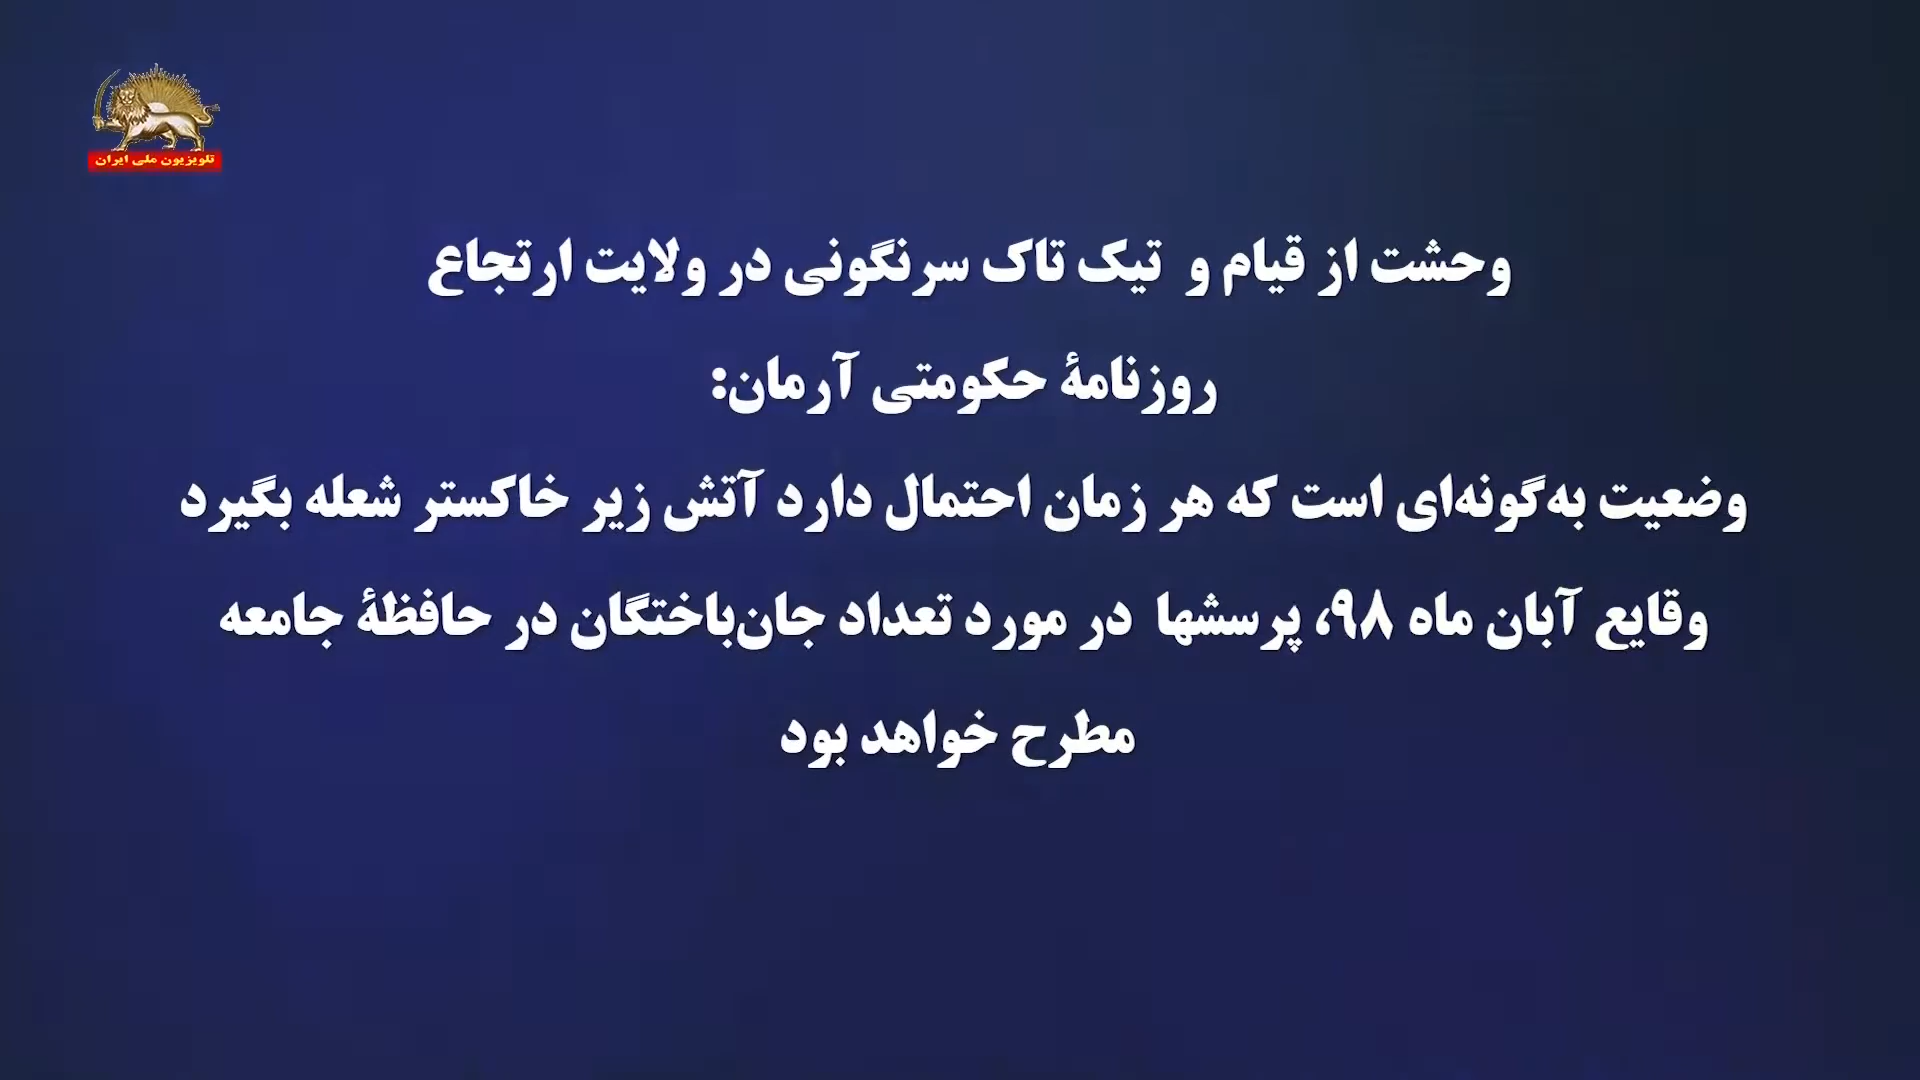 تلویزیون ملی ایران
وحشت از قیام و تیک تاک سرنگونی در ولایت ارتجاع
روزنامهٔ حکومتی آرمان:
وضعیت به‌گونه‌ای است که هر زمان احتمال دارد آتش زیر خاکستر شعله بگیرد
وقایع آبان ماه ۹۸، پرسشها در مورد تعداد جان‌باختگان در حافظهٔ جامعه
مطرح خواهد بود